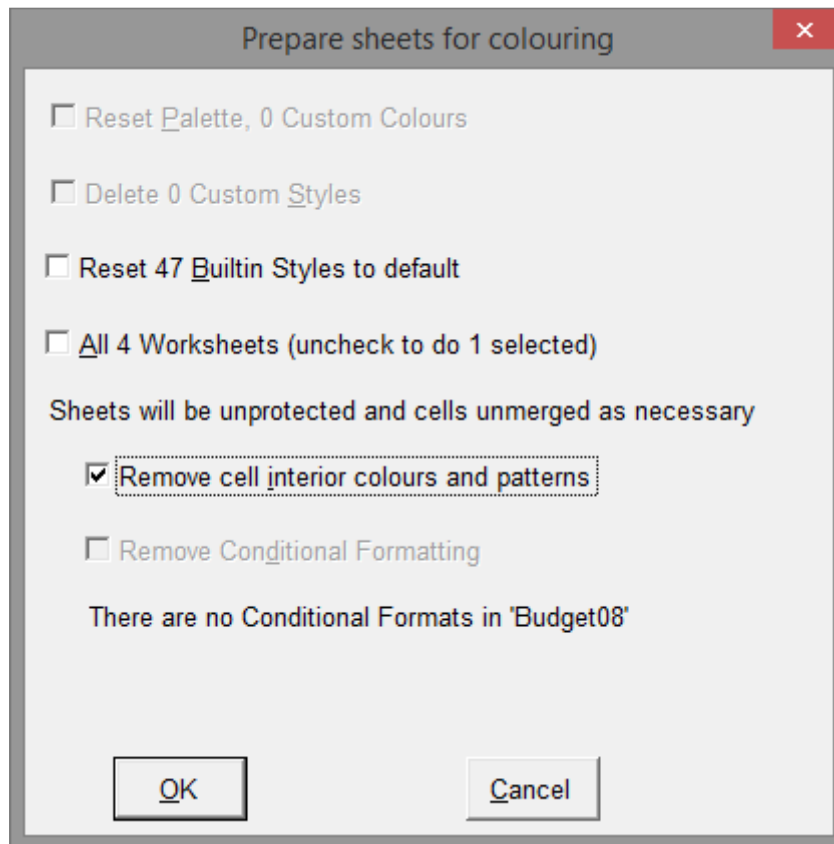 Prepare sheets for colouring
Reset Palette, 0 Custom Colours
Delete 0 Custom Styles
Reset 47 Builtin Styles to default
All 4 Worksheets (uncheck to do 1 selected)
Sheets will be unprotected and cells unmerged as necessary
Remove cell interior colours and patterns
Remove Conditional Formatting
There are no Conditional Formats in 'Budget08'
OK Cancel